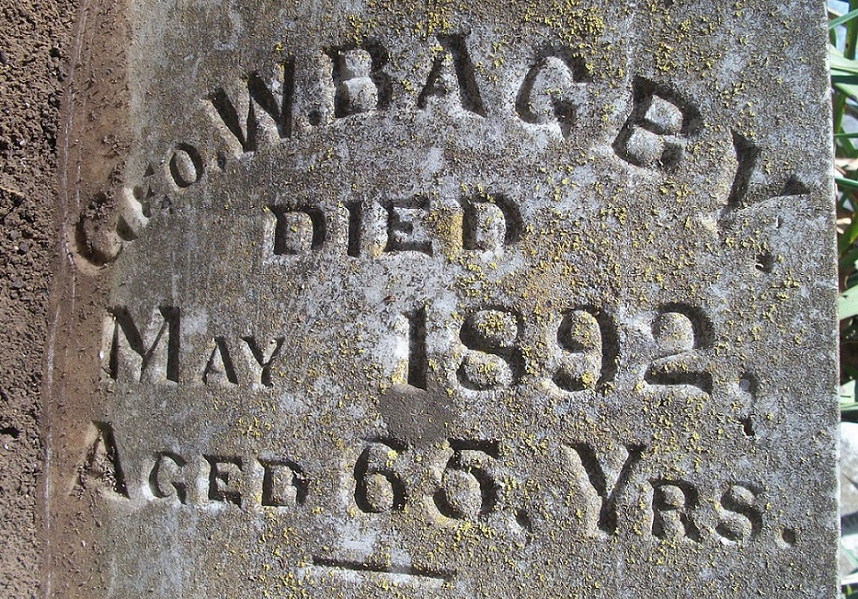 GEO. W. BAGBY.
DIED
MAY 1892,
AGED 65, YRS.